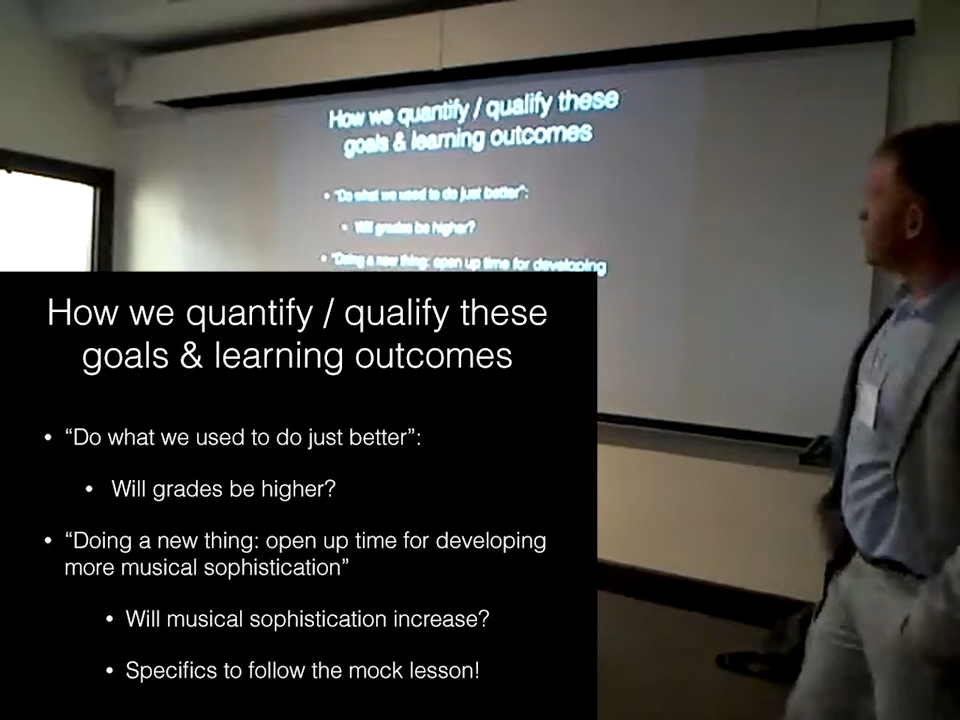 How we quantify / qualify these
goals & learning outcomes
• “Do what we used to do just better”:
• Will grades be higher?
• “Doing a new thing: open up time for developing
How we quantify / qualify these
goals & learning outcomes
• “Do what we used to do just better”:
• Will grades be higher?
• “Doing a new thing: open up time for developing
more musical sophistication”
• Will musical sophistication increase?
• Specifics to follow the mock lesson!